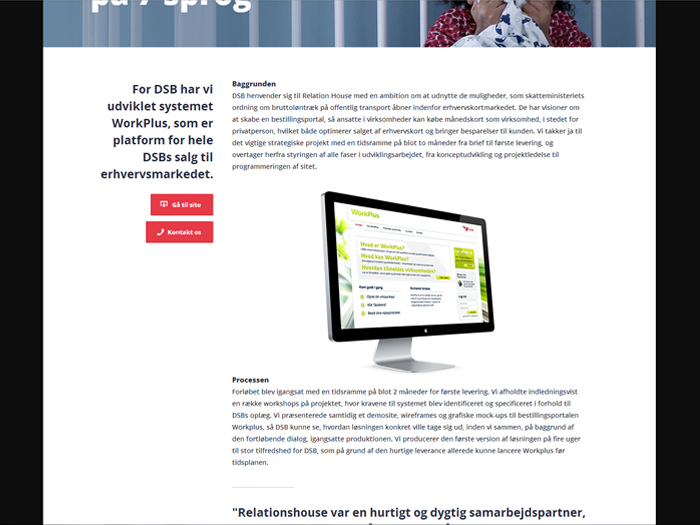 på 7 sprog
For DSB har vi
udviklet systemet
WorkPlus, som er
platform for hele
DSBs salg til
erhvervsmarkedet.
Gå til site
Kontakt os
Baggrunden
DSB henvender sig til Relation House med en ambition om at udnytte de muligheder, som skatteministeriets
ordning om bruttoløntræk på offentlig transport åbner indenfor erhvervskortmarkedet. De har visioner om
at skabe en bestillingsportal, så ansatte i virksomheder kan købe månedskort som virksomhed, i stedet for
privatperson, hvilket både optimerer salget af erhvervskort og bringer besparelser til kunden. Vi takker ja til
det vigtige strategiske projekt med en tidsramme på blot to måneder fra brief til første levering, og
overtager herfra styringen af alle faser i udviklingsarbejdet, fra konceptudvikling og projektledelse til
programmeringen af sitet.
WorkPlus
Hvad er WorkPlus?
Hvad kan WorkPlus?
Hvordan tilmeldes virksomheden?
Processen
Forløbet blev igangsat med en tidsramme på blot 2 måneder for første levering. Vi afholdte indledningsvist
en række workshops på projektet, hvor kravene til systemet blev identificeret og specificeret i forhold til
DSBs oplæg. Vi præsenterede samtidig et demosite, wireframes og grafiske mock-ups til bestillingsportalen
Workplus, så DSB kunne se, hvordan løsningen konkret ville tage sig ud, inden vi sammen, på baggrund af
den fortløbende dialog, igangsatte produktionen. Vi producerer den første version af løsningen på fire uger
til stor tilfredshed for DSB, som på grund af den hurtige leverance allerede kunne lancere Workplus før
tidsplanen.
"Relationshouse var en hurtigt og dygtig samarbejdspartner,